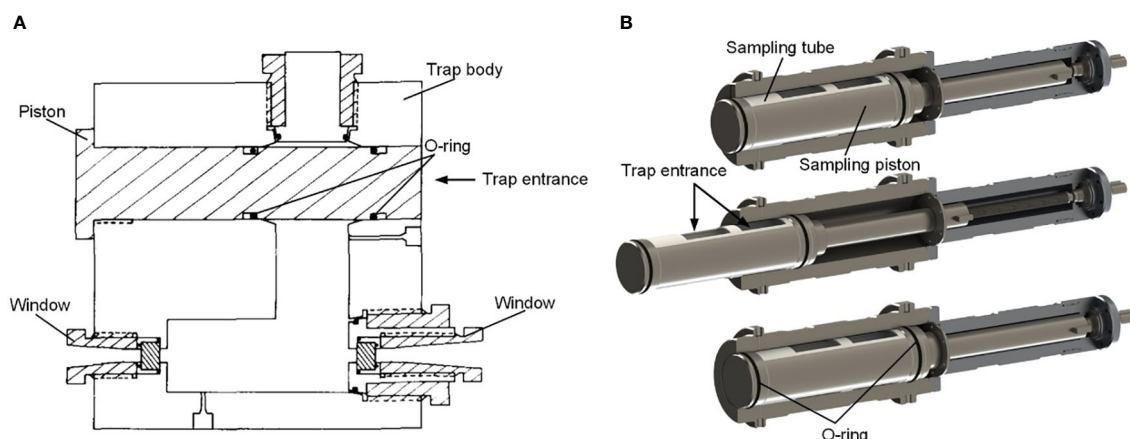 A
Trap body
Piston
O-ring
Trap entrance
Window
Window
B
Sampling tube
Sampling piston
Trap entrance
O-ring